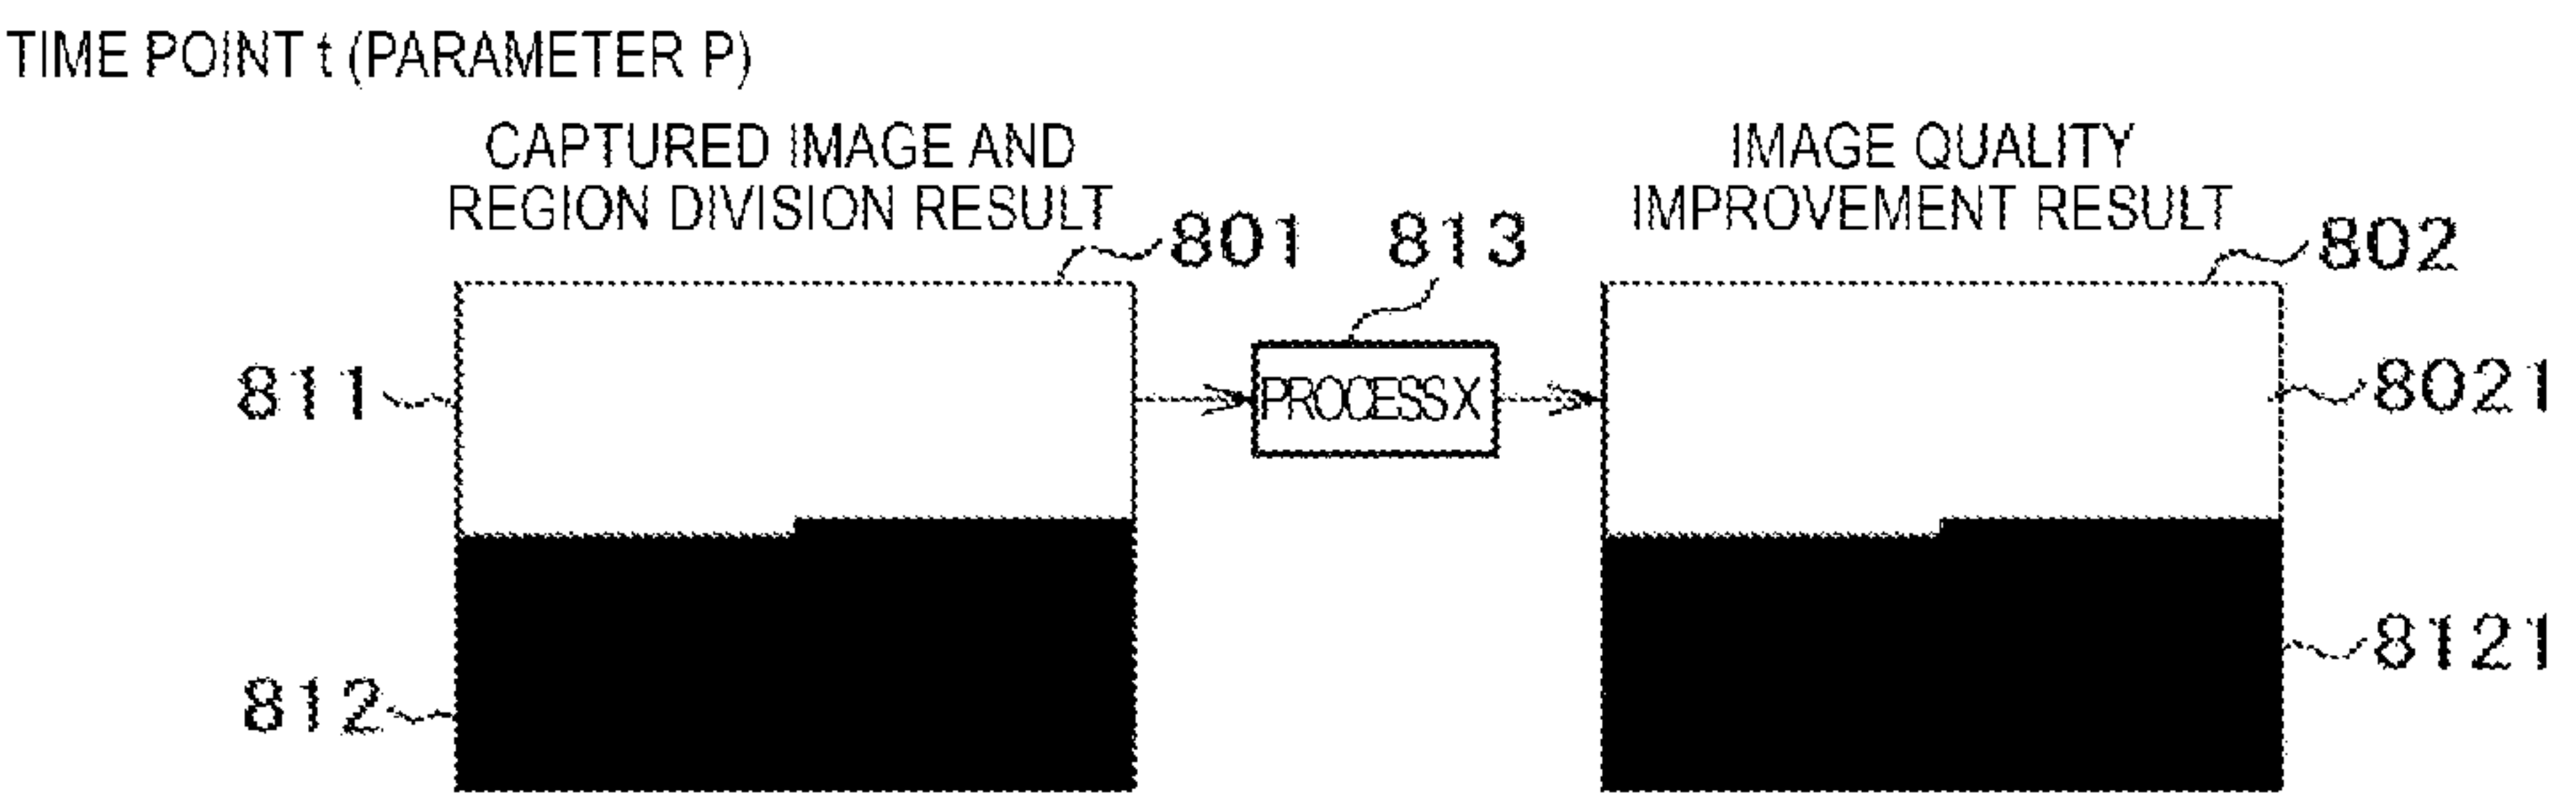 TIME POINT t (PARAMETER P)
CAPTURED IMAGE AND
REGION DIVISION RESULT
IMAGE QUALITY
IMPROVEMENT RESULT
801
813
802
811
PROCESS X
8021
812
8121